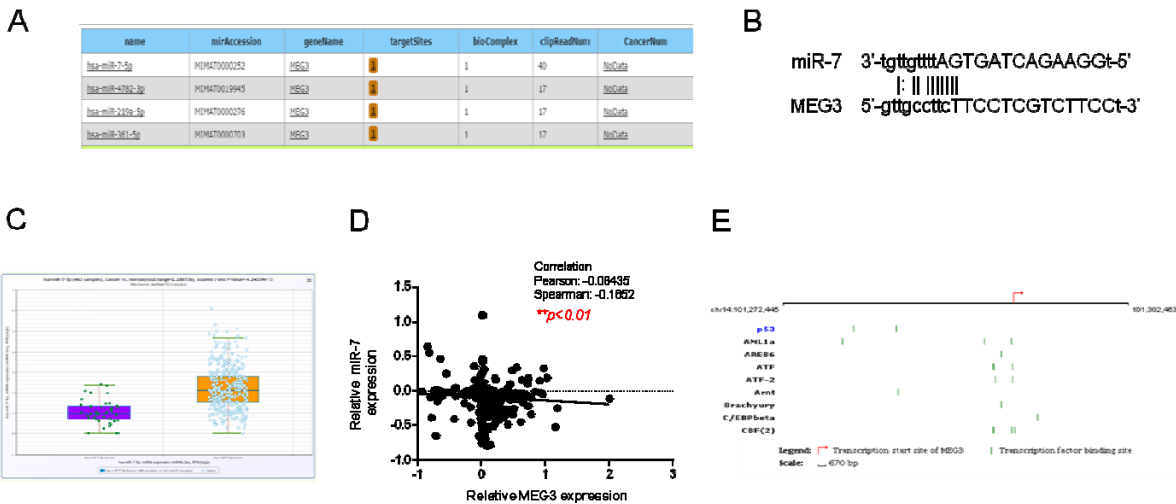 A
name mirAccession geneName targetSites bioComplex clipReadNum CancerNum
hsa-miR-7-5p MIMAT0000252 MEG3 1 1 40 NoData
hsa-miR-4782-3p MIMAT0019945 MEG3 1 1 17 NoData
hsa-miR-219a-5p MIMAT0000276 MEG3 1 1 17 NoData
hsa-miR-361-5p MIMAT0000703 MEG3 1 1 17 NoData
B
miR-7 3'-tgttgttttAGTGATCAGAAGGt-5'
MEG3 5'-gttgccttcTTCCTCGTCTTCCt-3'
C
D
Correlation
Pearson: -0.08435
Spearman: -0.1852
**p<0.01
Relative miR-7
expression
1.5
1.0
0.5
0.0
-0.5
-1.0
-1 0 1 2 3
Relative MEG3 expression
E
chr14:101,272,445 101,302,463
p53
AML1a
AREB6
ATF
ATF-2
Arnt
Brachyury
C/EBPbeta
CBF(2)
Legend: Transcription start site of MEG3 Transcription factor binding site
Scale: 670 bp